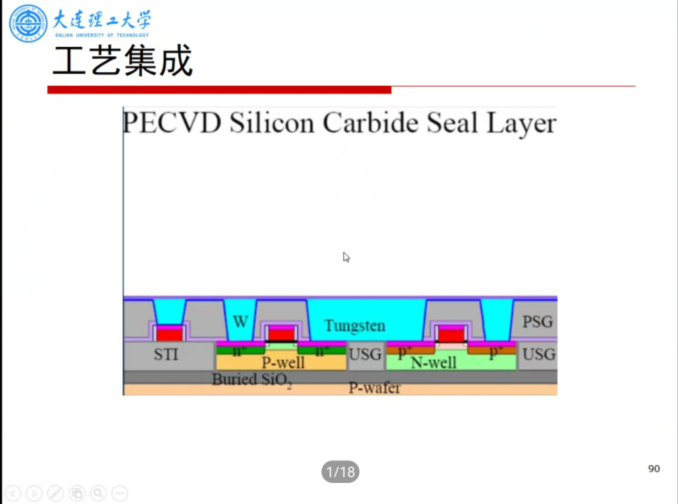 大连理工大学
DALIAN UNIVERSITY OF TECHNOLOGY
工艺集成
PECVD Silicon Carbide Seal Layer
W
Tungsten
PSG
STI
n⁺
n⁺
USG
p⁺
p⁺
USG
P-well
N-well
Buried SiO₂
P-wafer
1/18
90